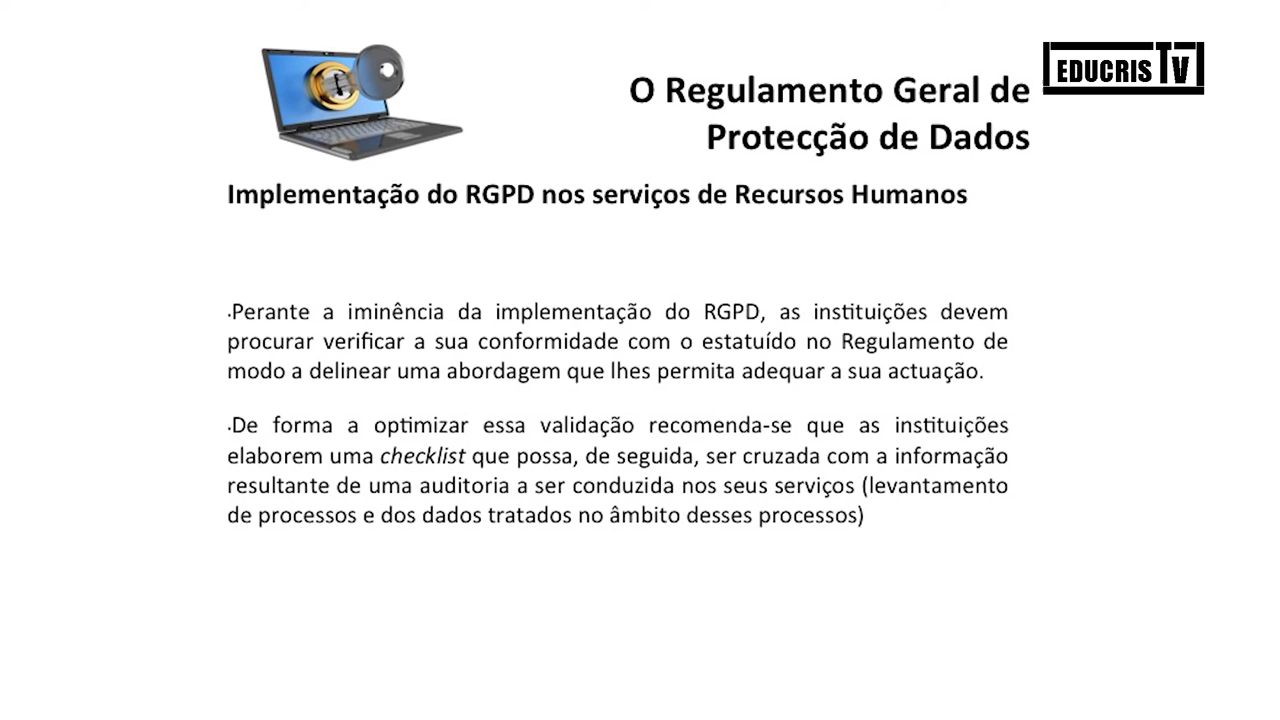 EDUCRIS TV
O Regulamento Geral de
Protecção de Dados
Implementação do RGPD nos serviços de Recursos Humanos
·Perante a iminência da implementação do RGPD, as instituições devem
procurar verificar a sua conformidade com o estatuído no Regulamento de
modo a delinear uma abordagem que lhes permita adequar a sua actuação.
·De forma a optimizar essa validação recomenda-se que as instituições
elaborem uma checklist que possa, de seguida, ser cruzada com a informação
resultante de uma auditoria a ser conduzida nos seus serviços (levantamento
de processos e dos dados tratados no âmbito desses processos)